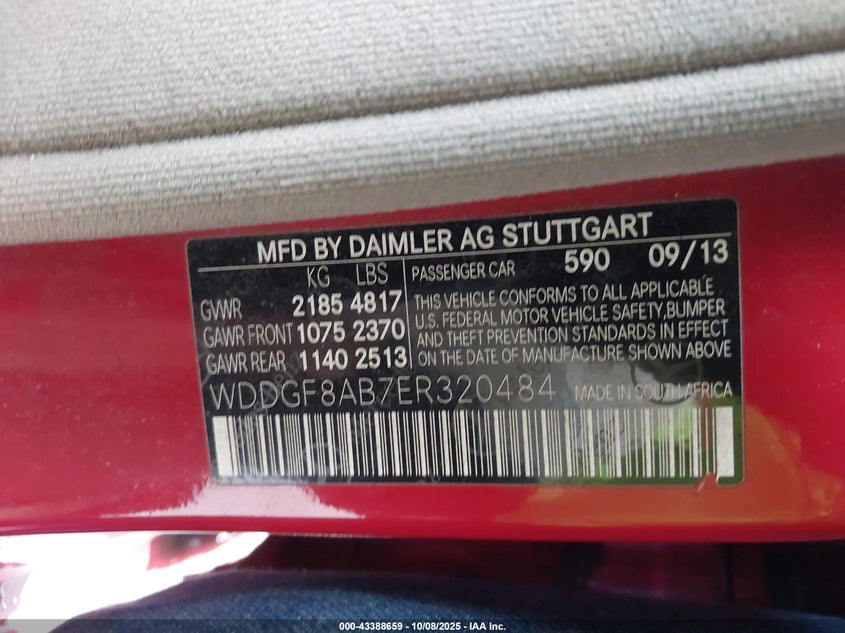 MFD BY DAIMLER AG STUTTGART
KG LBS
GVWR 2185 4817
GAWR FRONT 1075 2370
GAWR REAR 1140 2513
PASSENGER CAR 590 09/13
THIS VEHICLE CONFORMS TO ALL APPLICABLE
U.S. FEDERAL MOTOR VEHICLE SAFETY, BUMPER
AND THEFT PREVENTION STANDARDS IN EFFECT
ON THE DATE OF MANUFACTURE SHOWN ABOVE
WDDGF8AB7ER320484 MADE IN SOUTH AFRICA
000-43388659 - 10/08/2025 - IAA Inc.